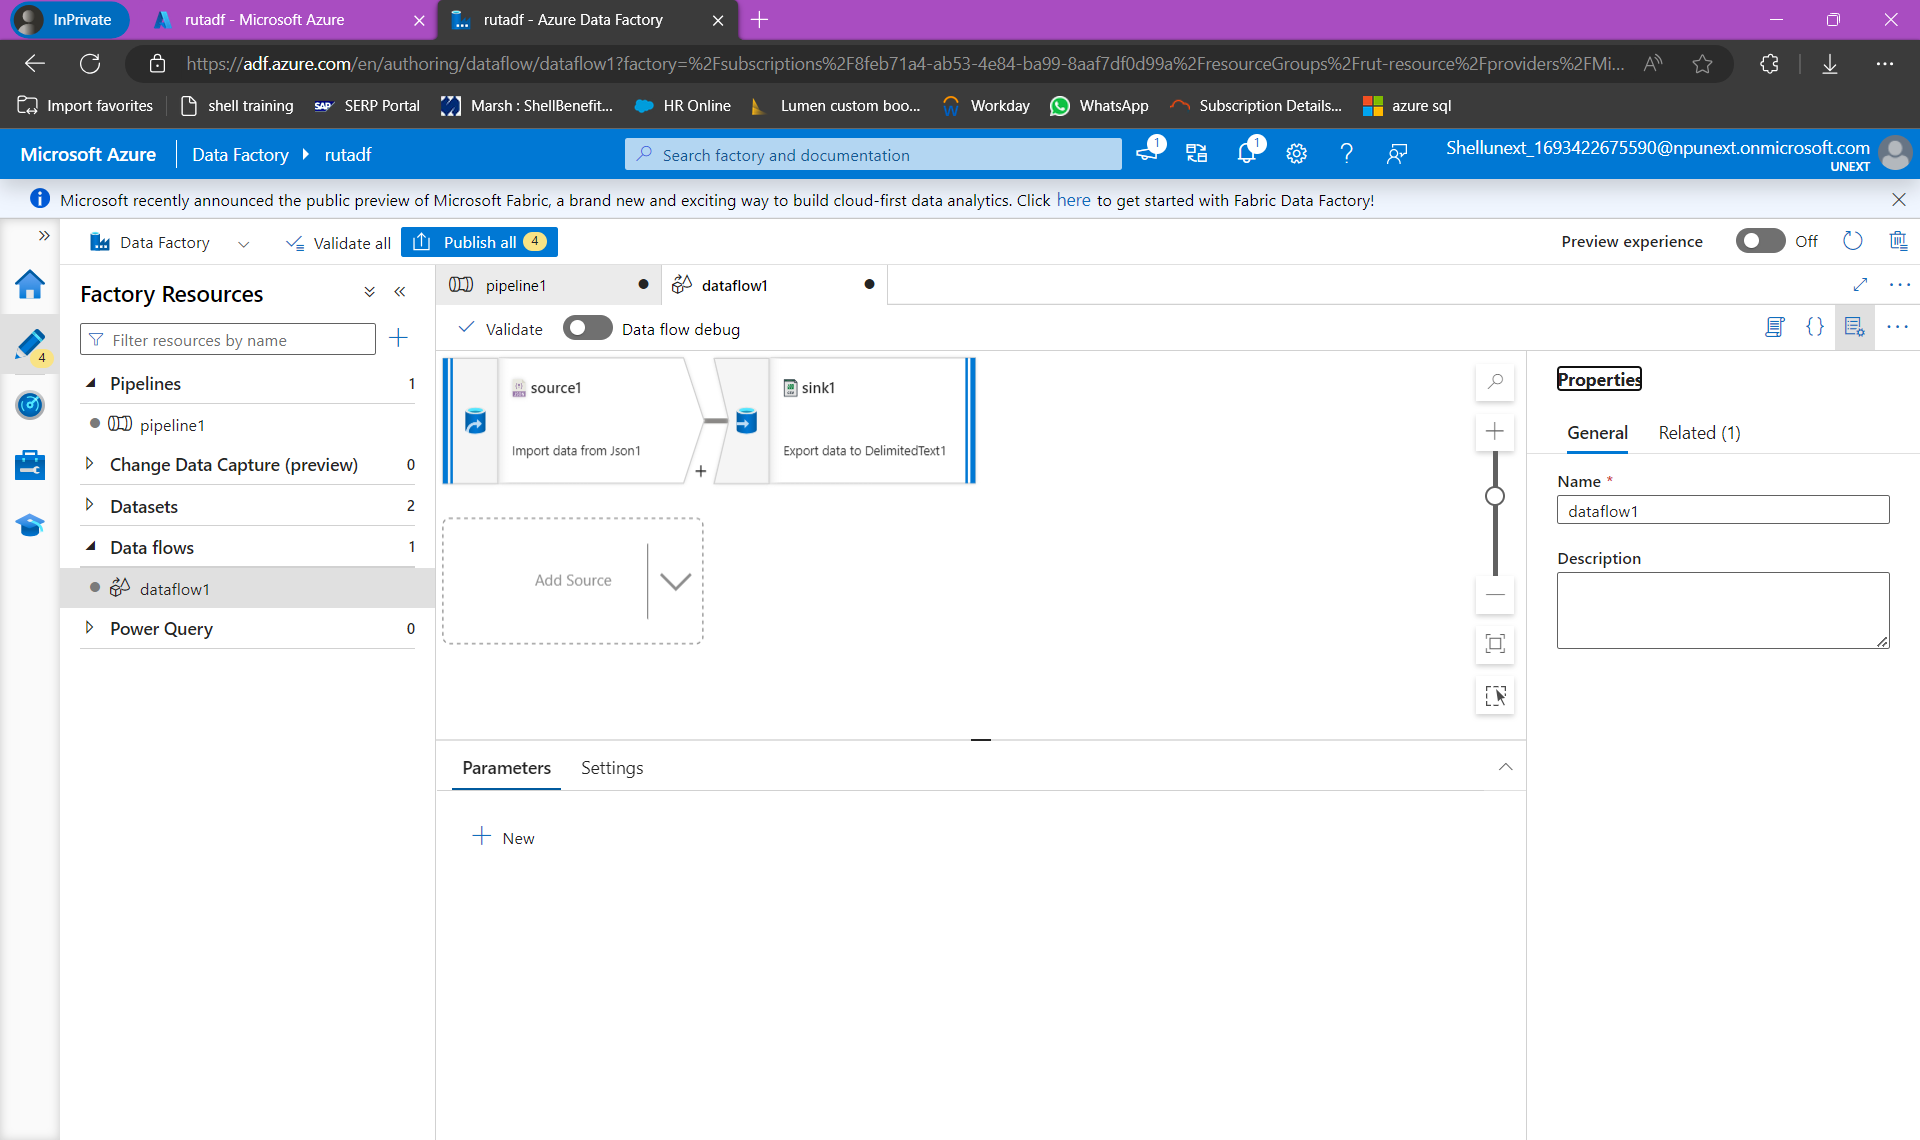 InPrivate
rutadf - Microsoft Azure
rutadf - Azure Data Factory
https://adf.azure.com/en/authoring/dataflow/dataflow1?factory=%2Fsubscriptions%2F8feb71a4-ab53-4e84-ba99-8aaf7df0d99a%2FresourceGroups%2Frut-resource%2Fproviders%2FMi...
Import favorites
shell training
SAP
SERP Portal
Marsh : ShellBenefit...
HR Online
Lumen custom boo...
Workday
WhatsApp
Subscription Details...
azure sql
Microsoft Azure
Data Factory
rutadf
Search factory and documentation
1
1
Shellunext_1693422675590@npunext.onmicrosoft.com
UNEXT
Microsoft recently announced the public preview of Microsoft Fabric, a brand new and exciting way to build cloud-first data analytics. Click here to get started with Fabric Data Factory!
Data Factory
Validate all
Publish all 4
Preview experience
Off
4
Factory Resources
Filter resources by name
Pipelines 1
pipeline1
Change Data Capture (preview) 0
Datasets 2
Data flows 1
dataflow1
Power Query 0
pipeline1
dataflow1
Validate
Data flow debug
source1
Import data from Json1
sink1
Export data to DelimitedText1
Add Source
Parameters
Settings
New
Properties
General
Related (1)
Name *
dataflow1
Description